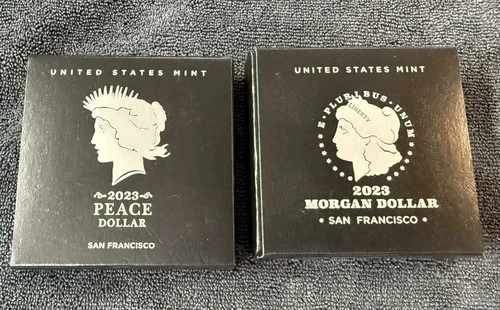 UNITED STATES MINT
2023
PEACE
DOLLAR
SAN FRANCISCO
UNITED STATES MINT
E · PLURIBUS · UNUM
LIBERTY
2023
MORGAN DOLLAR
• SAN FRANCISCO •